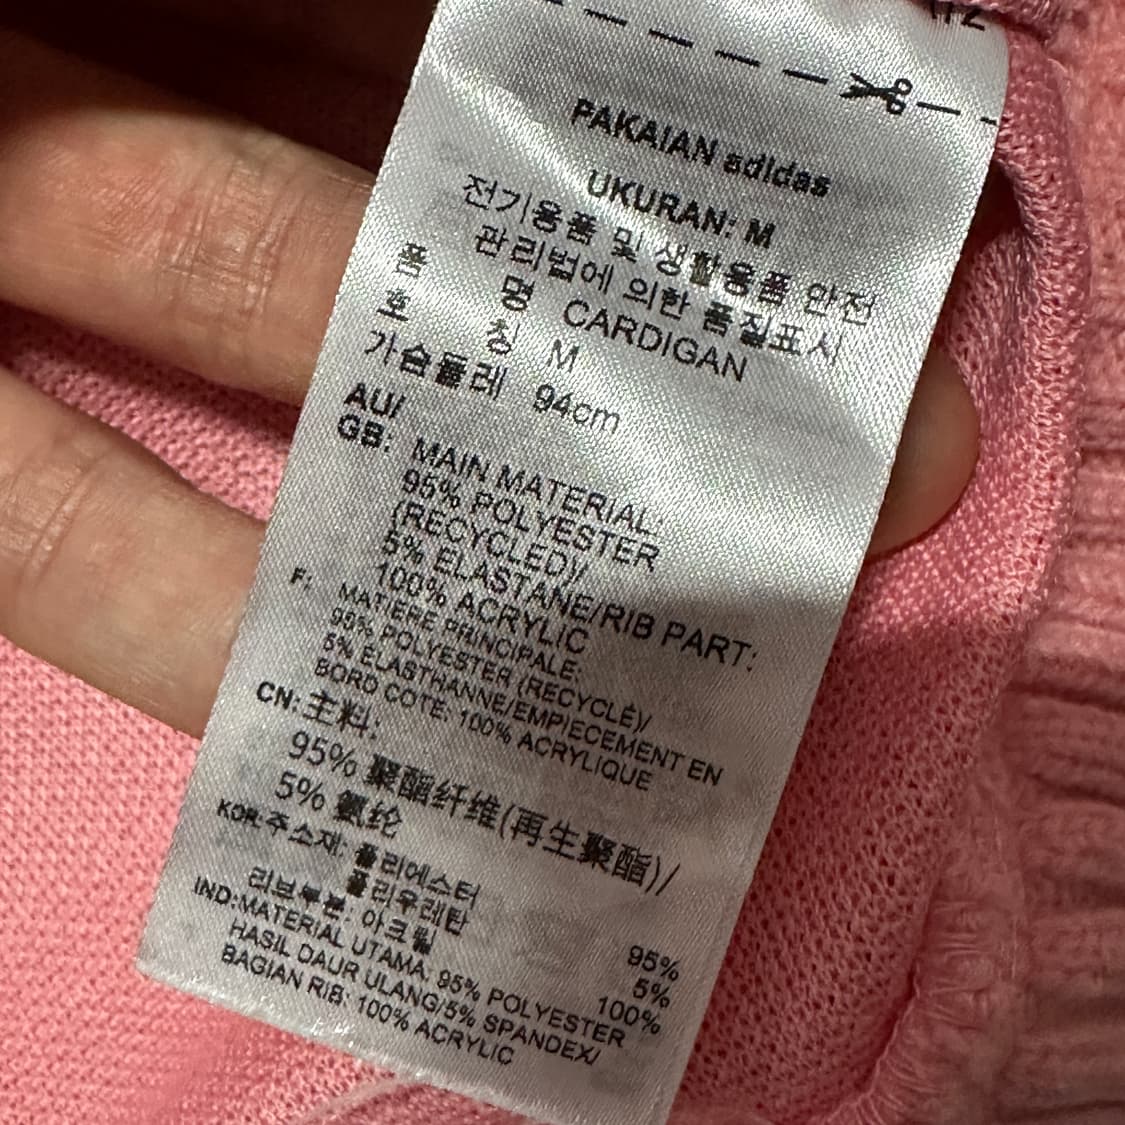 PAKAIAN adidas
UKURAN: M
전기용품 및 생활용품 안전
관리법에 의한 품질표시
품 명 CARDIGAN
호 칭 M
가슴둘레 94cm
AU/
GB: MAIN MATERIAL:
95% POLYESTER
(RECYCLED)/
5% ELASTANE/RIB PART:
100% ACRYLIC
F: MATIÈRE PRINCIPALE:
95% POLYESTER (RECYCLÉ)/
5% ÉLASTHANNE/EMPIECEMENT EN
BORD COTE: 100% ACRYLIQUE
CN: 主料:
95% 聚酯纤维(再生聚酯)/
5% 氨纶
KOR: 주소재: 폴리에스터 95%
폴리우레탄 5%
리브부분: 아크릴 100%
IND: MATERIAL UTAMA: 95% POLYESTER
HASIL DAUR ULANG/5% SPANDEX/
BAGIAN RIB: 100% ACRYLIC